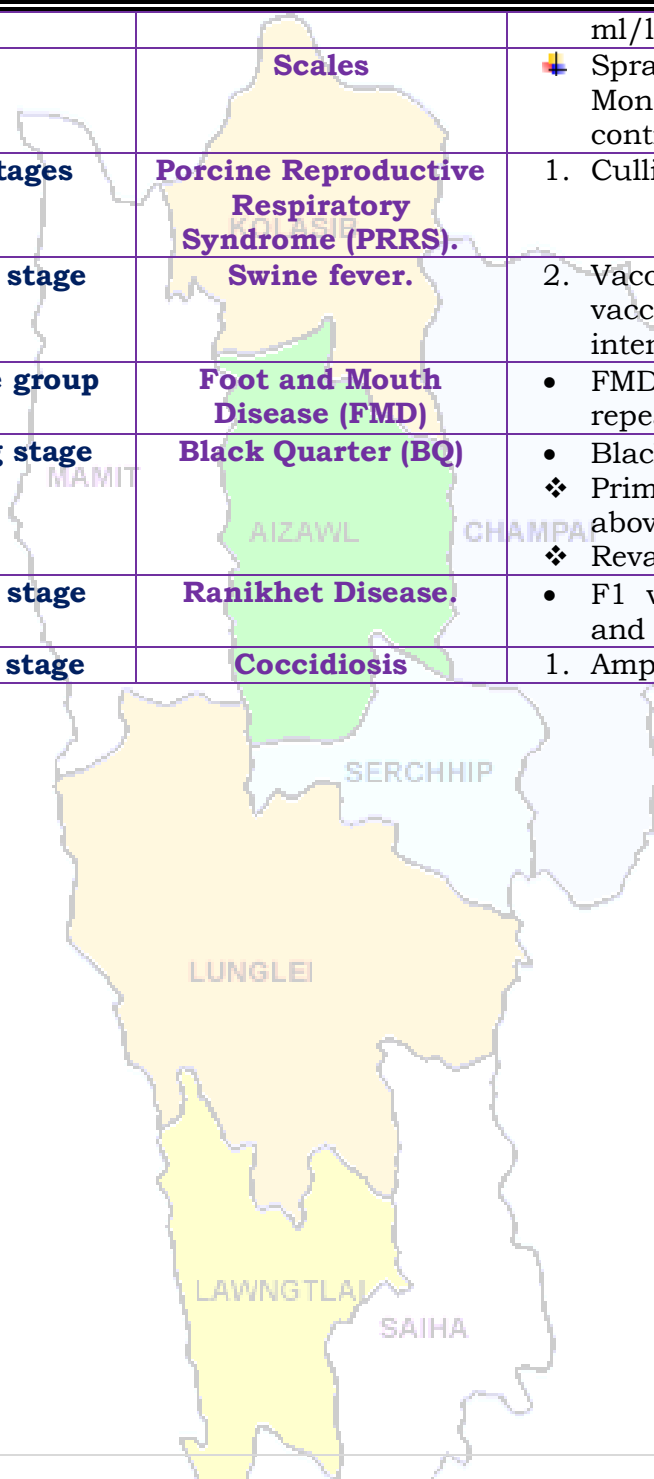 ml/l
Scales
Spra
Mon
cont
tages
Porcine Reproductive
Respiratory
Syndrome (PRRS).
1. Culli
stage
Swine fever.
2. Vacc
vacc
inter
group
Foot and Mouth
Disease (FMD)
• FMD
repea
stage
Black Quarter (BQ)
• Blac
❖ Prim
abov
❖ Reva
stage
Ranikhet Disease.
• F1 v
and
stage
Coccidiosis
1. Amp
KOLASIB
MAMIT
AIZAWL
CHAMPAI
SERCHHIP
LUNGLEI
LAWNGTLAI
SAIHA